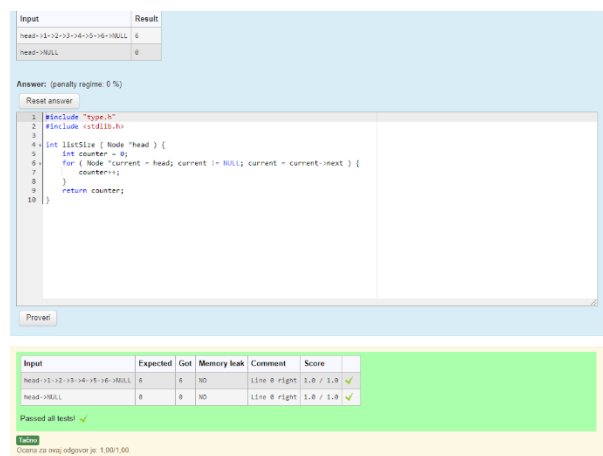 Input Result
head->1->2->3->4->5->6->NULL 6
head->NULL 0
Answer: (penalty regime: 0 %)
Reset answer
1 #include "type.h"
2 #include <stdlib.h>
3
4 int listSize ( Node *head ) {
5 int counter = 0;
6 for ( Node *current = head; current != NULL; current = current->next ) {
7 counter++;
8 }
9 return counter;
10 }
Proveri
Input Expected Got Memory leak Comment Score
head->1->2->3->4->5->6->NULL 6 6 NO Line 0 right 1.0 / 1.0
head->NULL 0 0 NO Line 0 right 1.0 / 1.0
Passed all tests!
Tačno
Ocena za ovaj odgovor je: 1,00/1,00